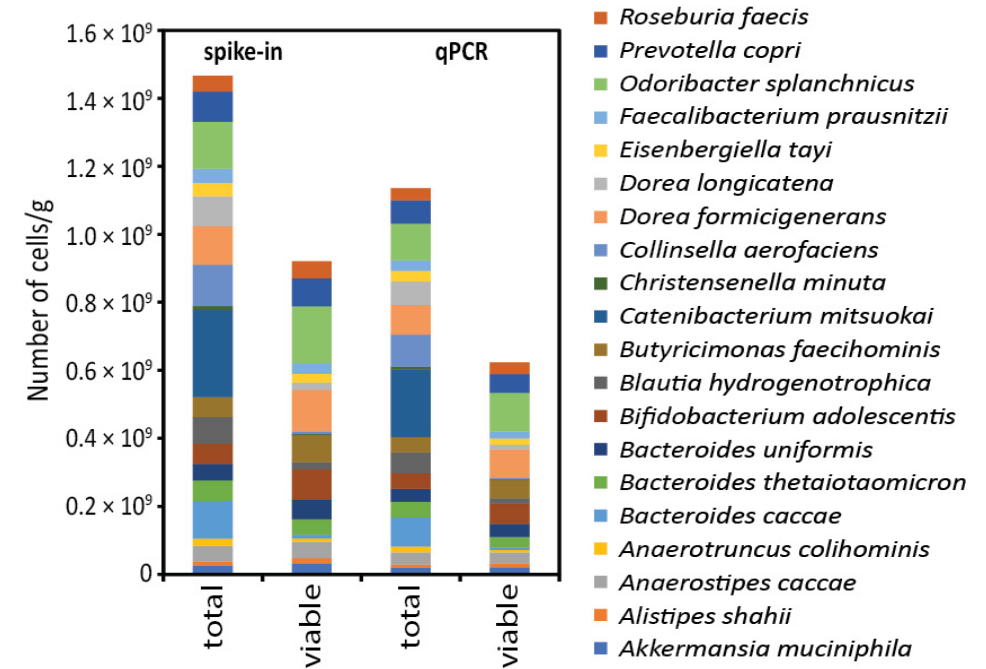 1.6 × 10⁹
1.4 × 10⁹
1.2 × 10⁹
1.0 × 10⁹
0.8 × 10⁹
0.6 × 10⁹
0.4 × 10⁹
0.2 × 10⁹
0
Number of cells/g
spike-in
qPCR
total
viable
total
viable
Roseburia faecis
Prevotella copri
Odoribacter splanchnicus
Faecalibacterium prausnitzii
Eisenbergiella tayi
Dorea longicatena
Dorea formicigenerans
Collinsella aerofaciens
Christensenella minuta
Catenibacterium mitsuokai
Butyricimonas faecihominis
Blautia hydrogenotrophica
Bifidobacterium adolescentis
Bacteroides uniformis
Bacteroides thetaiotaomicron
Bacteroides caccae
Anaerotruncus colihominis
Anaerostipes caccae
Alistipes shahii
Akkermansia muciniphila